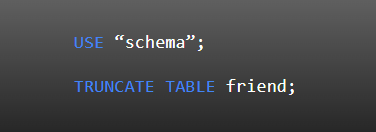 USE “schema”;
TRUNCATE TABLE friend;